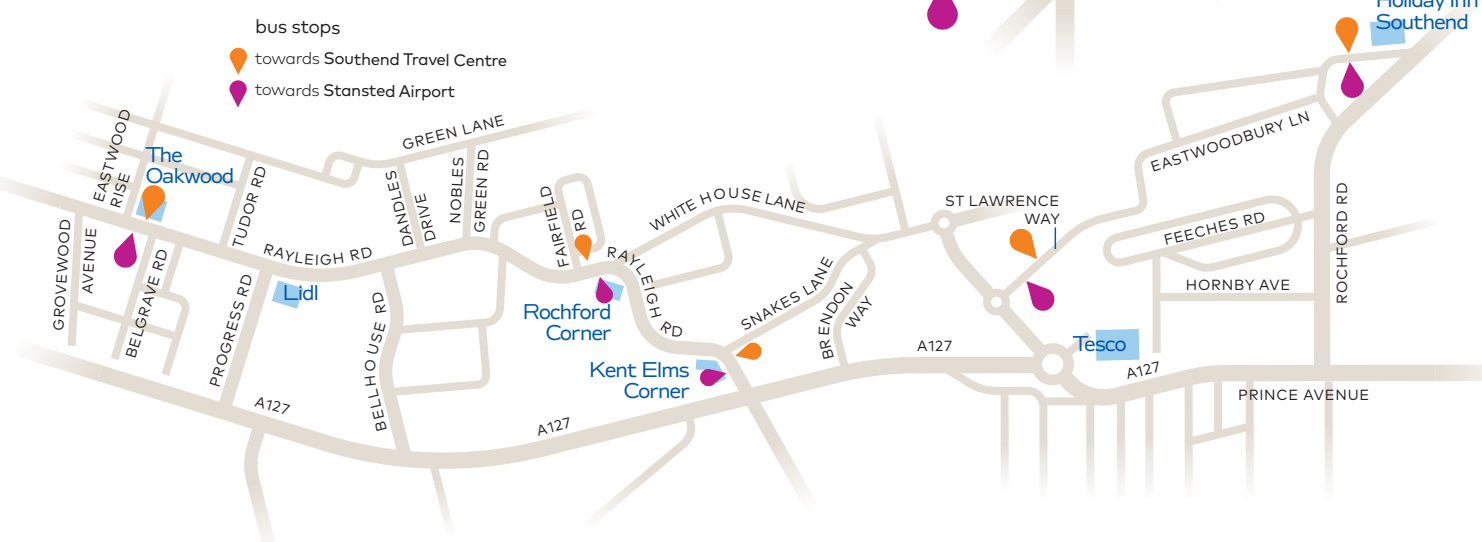 bus stops
towards Southend Travel Centre
towards Stansted Airport
Holiday Inn
Southend
EASTWOOD
RISE
The
Oakwood
TUDOR RD
GREEN LANE
DANDLES
DRIVE
NOBLES
GREEN RD
FAIRFIELD
RD
WHITE HOUSE LANE
ST LAWRENCE
WAY
EASTWOODBURY LN
FEECHES RD
ROCHFORD RD
HORNBY AVE
GROVEWOOD
AVENUE
BELGRAVE RD
RAYLEIGH RD
PROGRESS RD
Lidl
BELLHOUSE RD
RAYLEIGH RD
Rochford
Corner
SNAKES LANE
BRENDON
WAY
Kent Elms
Corner
A127
Tesco
A127
PRINCE AVENUE
A127
A127